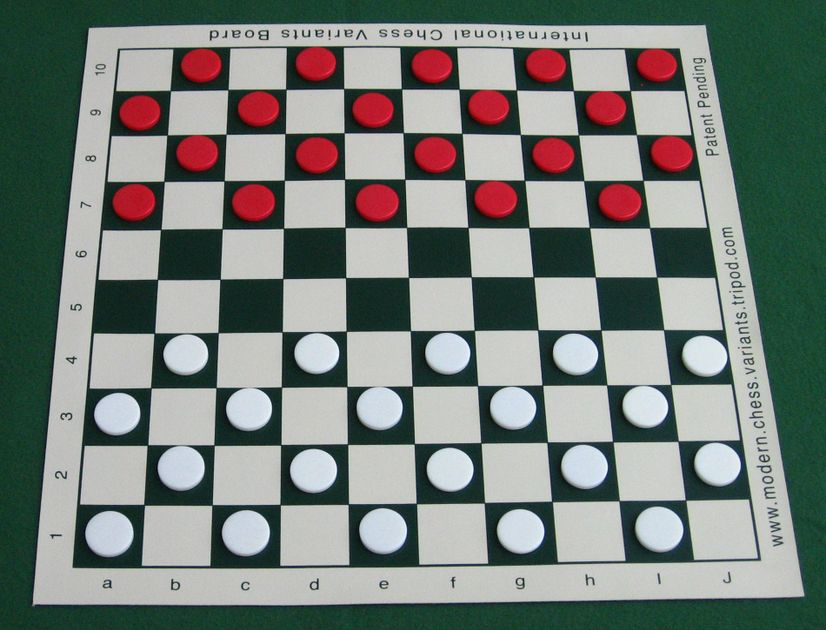 International Chess Variants Board
Patent Pending
www.modern.chess.variants.tripod.com
10
9
8
7
6
5
4
3
2
1
a b c d e f g h I J